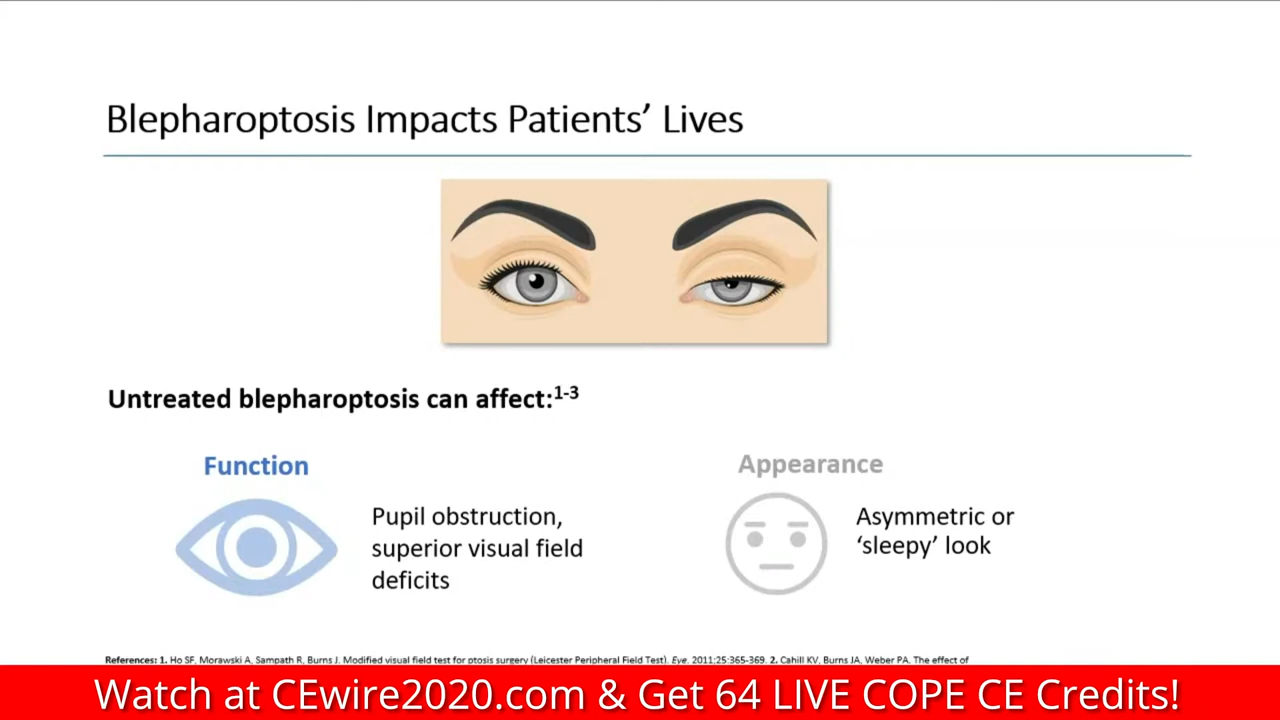 Blepharoptosis Impacts Patients’ Lives
Untreated blepharoptosis can affect:1-3
Function
Pupil obstruction,
superior visual field
deficits
Appearance
Asymmetric or
‘sleepy’ look
References: 1. Ho SF, Morawski A, Sampath R, Burns J. Modified visual field test for ptosis surgery (Leicester Peripheral Field Test). Eye. 2011;25:365-369. 2. Cahill KV, Burns JA, Weber PA. The effect of
Watch at CEwire2020.com & Get 64 LIVE COPE CE Credits!